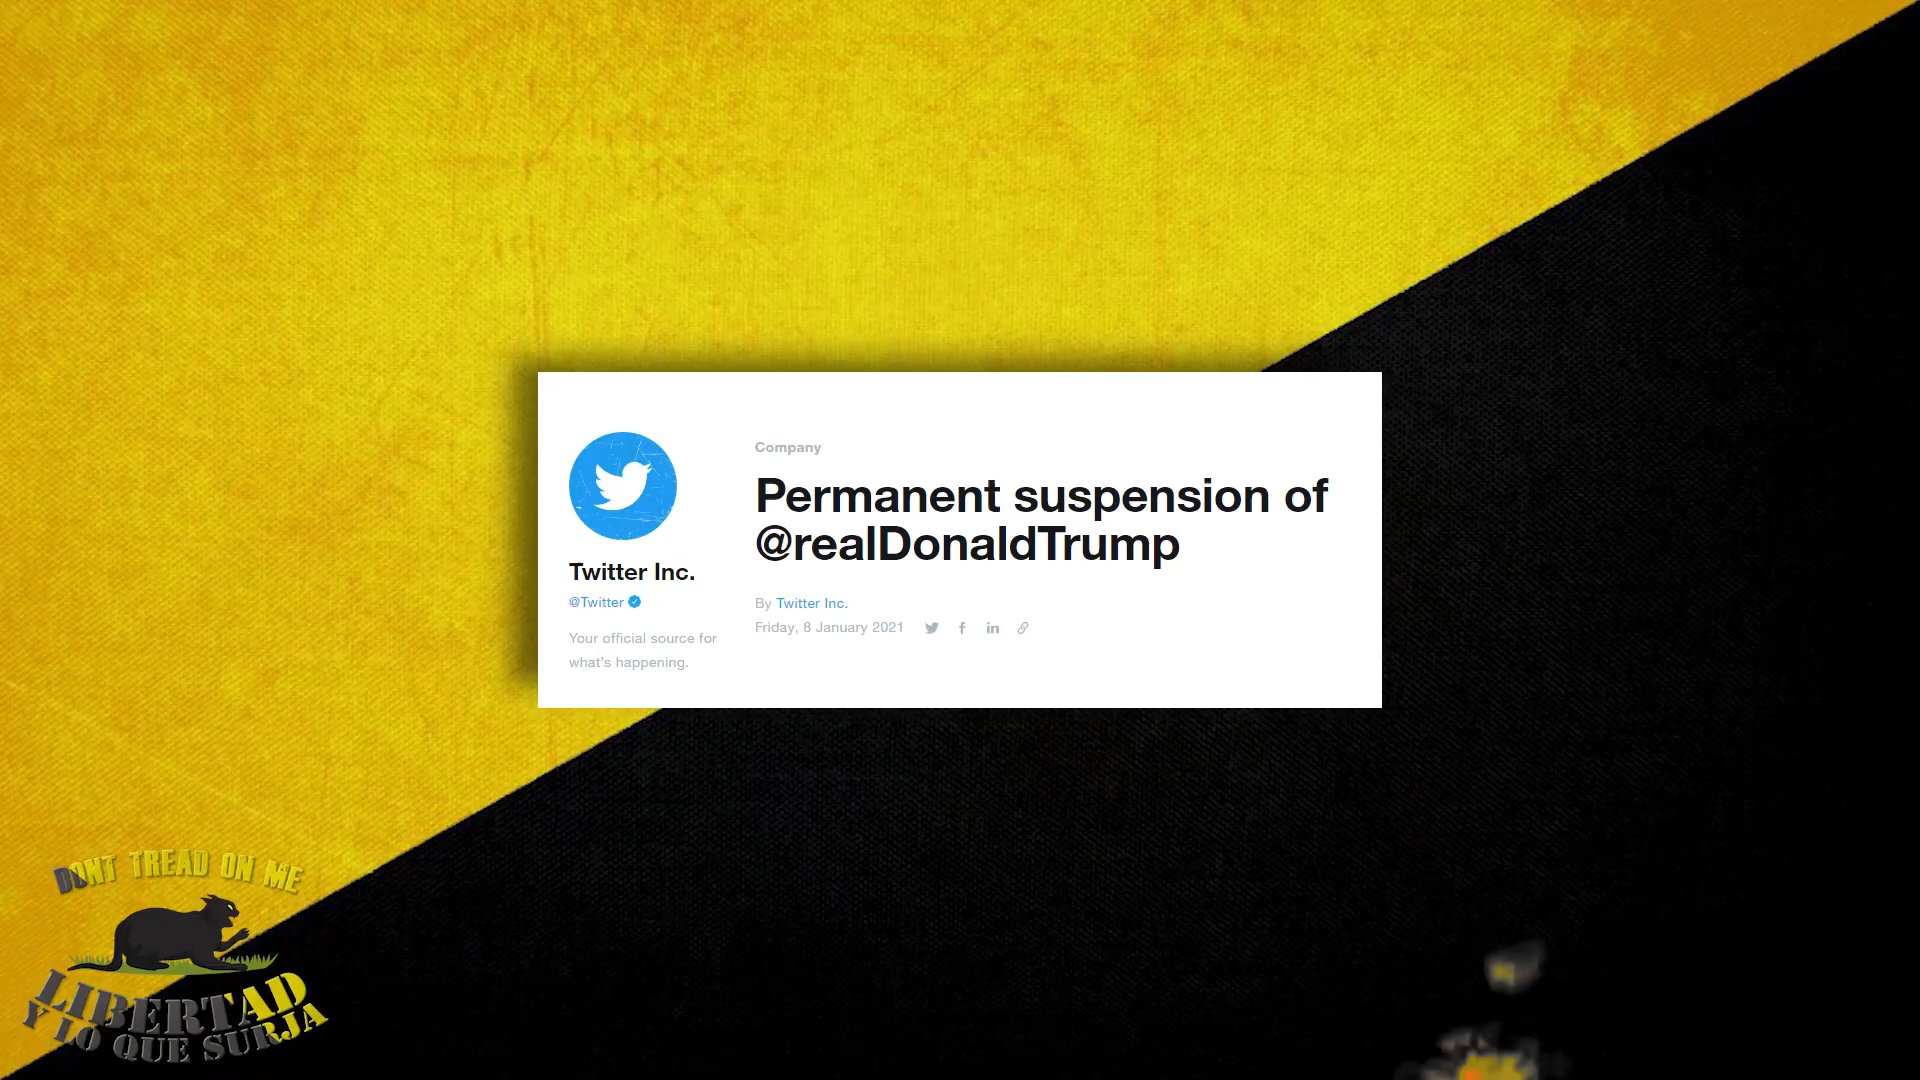 Company
Permanent suspension of
@realDonaldTrump
Twitter Inc.
@Twitter
By Twitter Inc.
Friday, 8 January 2021
Your official source for
what's happening.
DONT TREAD ON ME
LIBERTAD
Y LO QUE SURJA